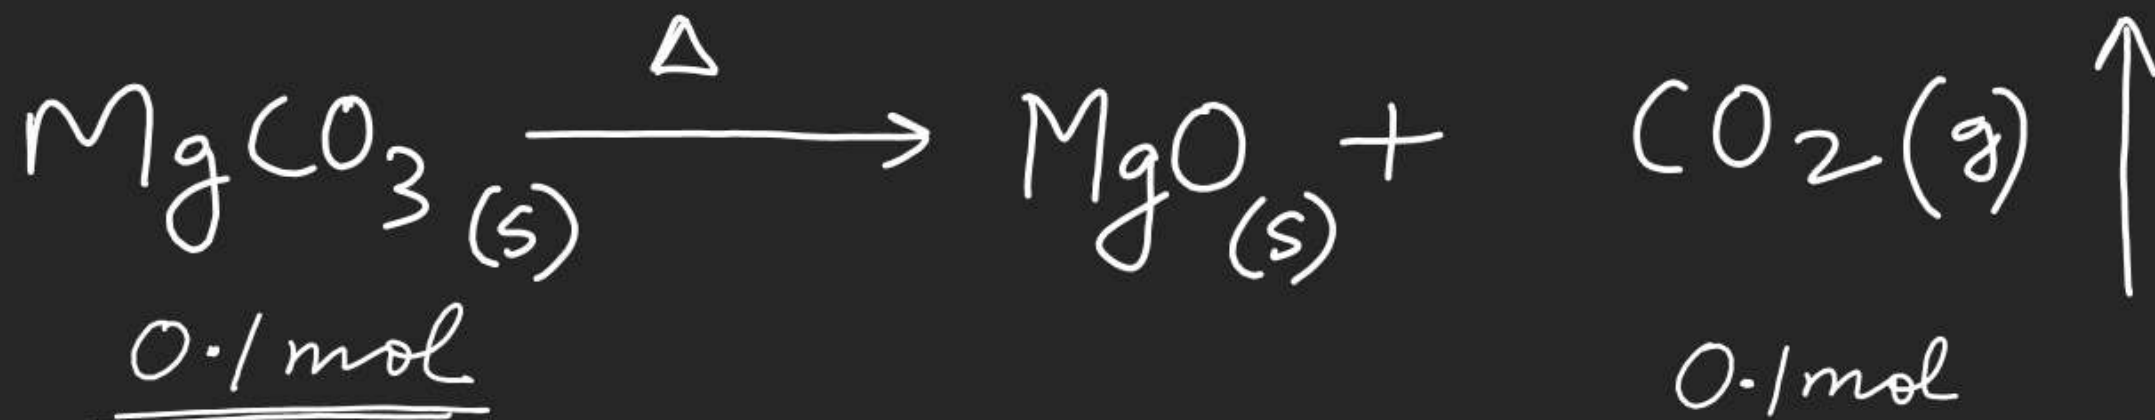 MgCO₃(s) —Δ→ MgO(s) + CO₂(g) ↑
0.1 mol 0.1 mol